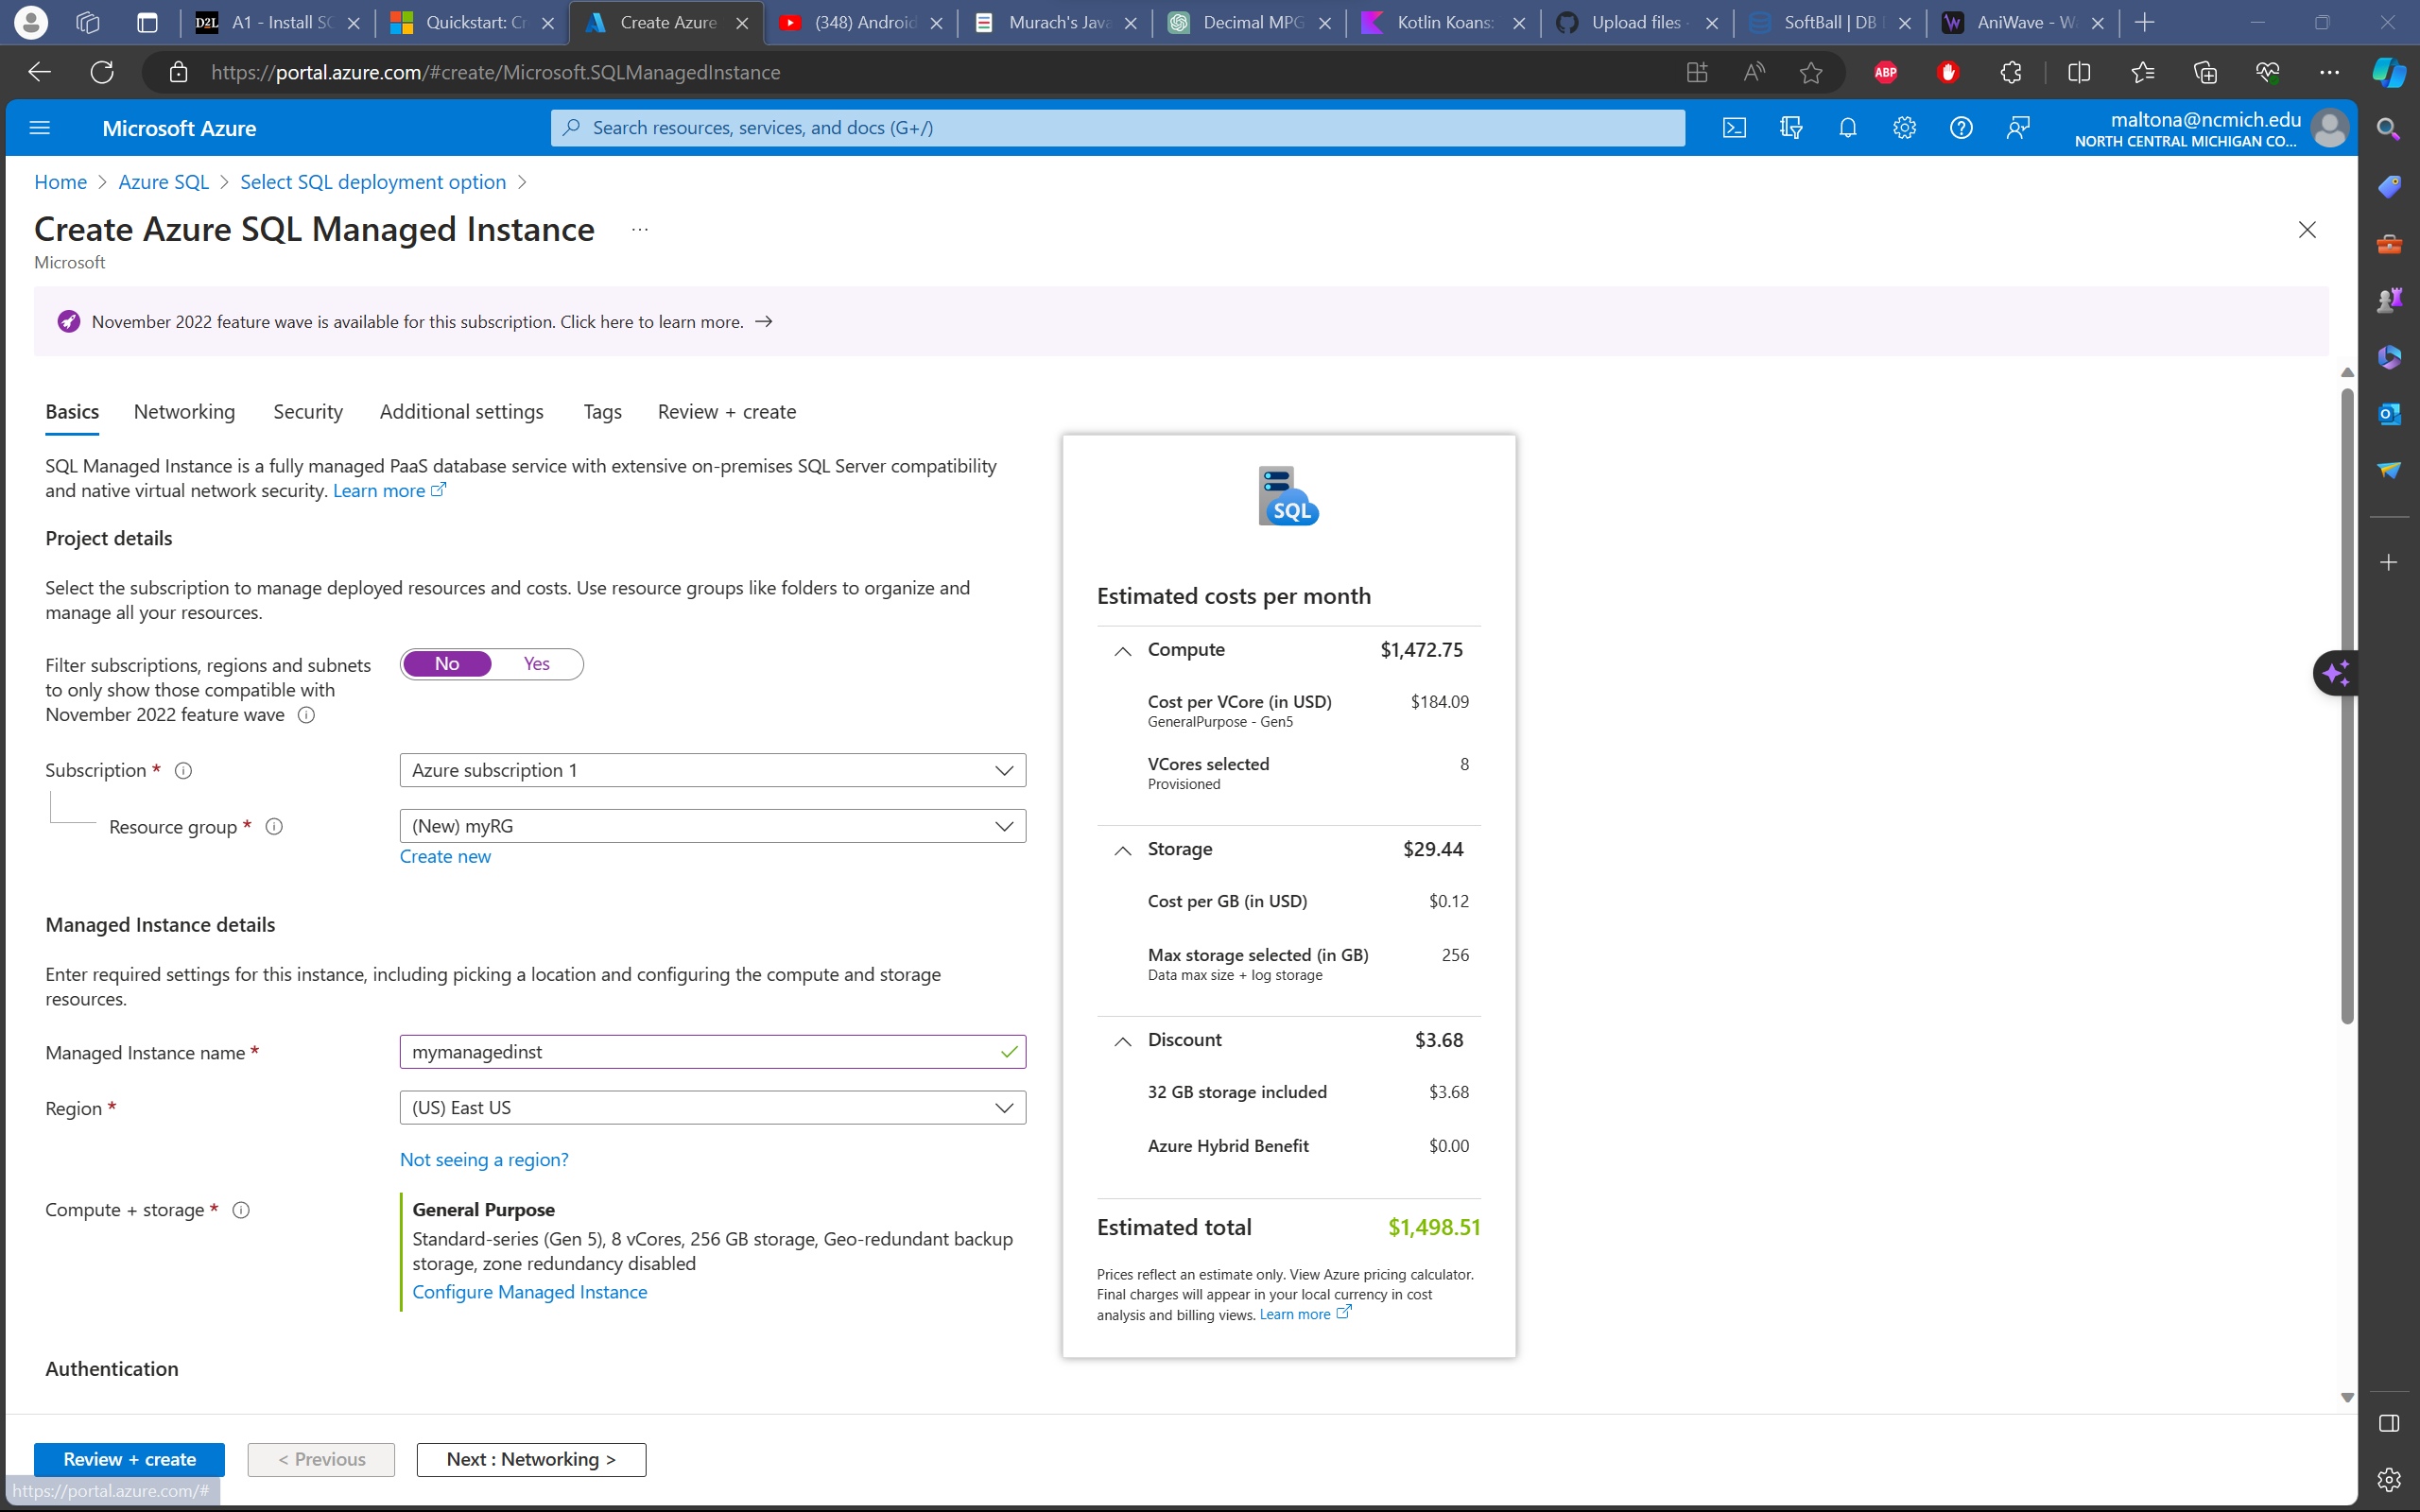 D2L A1 - Install SC
Quickstart: Cr
Create Azure
(348) Android
Murach's Java
Decimal MPG
Kotlin Koans:
Upload files
SoftBall | DB
AniWave - W
https://portal.azure.com/#create/Microsoft.SQLManagedInstance
ABP
Microsoft Azure
Search resources, services, and docs (G+/)
maltona@ncmich.edu
NORTH CENTRAL MICHIGAN CO...
Home > Azure SQL > Select SQL deployment option >
Create Azure SQL Managed Instance ...
Microsoft
November 2022 feature wave is available for this subscription. Click here to learn more. →
Basics Networking Security Additional settings Tags Review + create
SQL Managed Instance is a fully managed PaaS database service with extensive on-premises SQL Server compatibility
and native virtual network security. Learn more
Project details
Select the subscription to manage deployed resources and costs. Use resource groups like folders to organize and
manage all your resources.
Filter subscriptions, regions and subnets
to only show those compatible with
November 2022 feature wave
No Yes
Subscription * Azure subscription 1
Resource group * (New) myRG
Create new
Managed Instance details
Enter required settings for this instance, including picking a location and configuring the compute and storage
resources.
Managed Instance name * mymanagedinst
Region * (US) East US
Not seeing a region?
Compute + storage * General Purpose
Standard-series (Gen 5), 8 vCores, 256 GB storage, Geo-redundant backup
storage, zone redundancy disabled
Configure Managed Instance
Authentication
SQL
Estimated costs per month
Compute $1,472.75
Cost per VCore (in USD) $184.09
GeneralPurpose - Gen5
VCores selected 8
Provisioned
Storage $29.44
Cost per GB (in USD) $0.12
Max storage selected (in GB) 256
Data max size + log storage
Discount $3.68
32 GB storage included $3.68
Azure Hybrid Benefit $0.00
Estimated total $1,498.51
Prices reflect an estimate only. View Azure pricing calculator.
Final charges will appear in your local currency in cost
analysis and billing views. Learn more
Review + create < Previous Next : Networking >
https://portal.azure.com/#